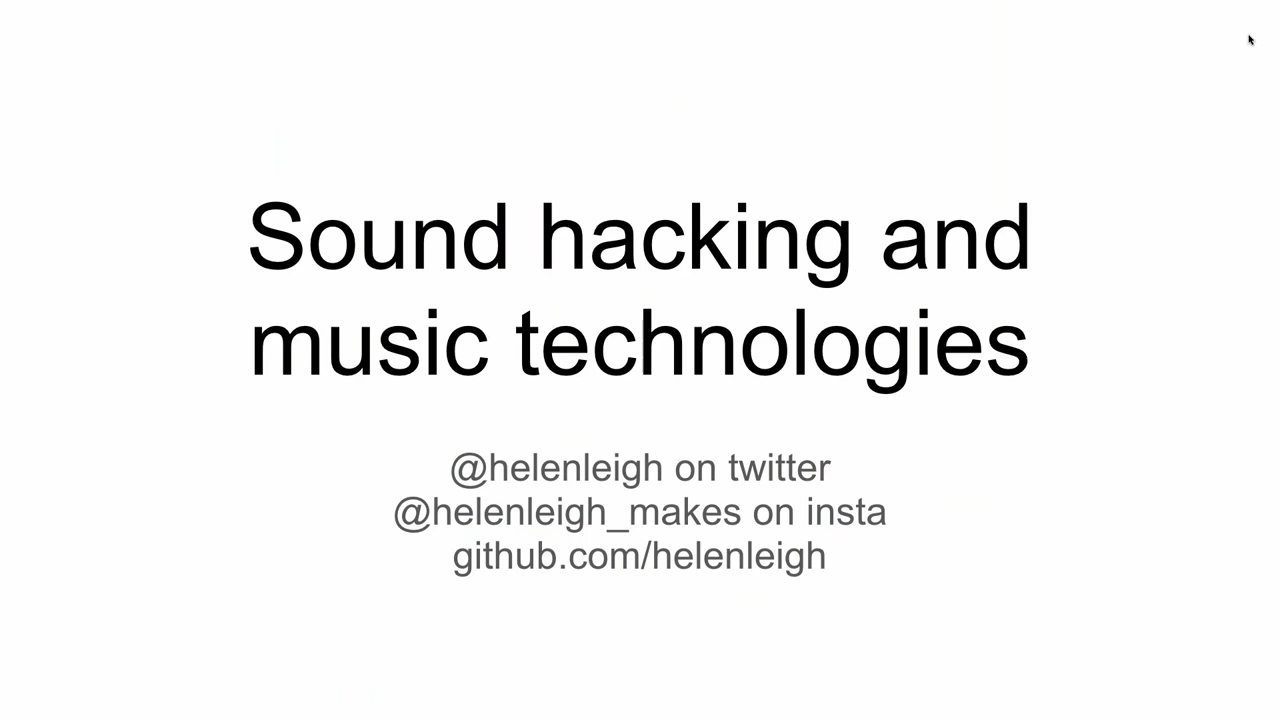 Sound hacking and
music technologies
@helenleigh on twitter
@helenleigh_makes on insta
github.com/helenleigh